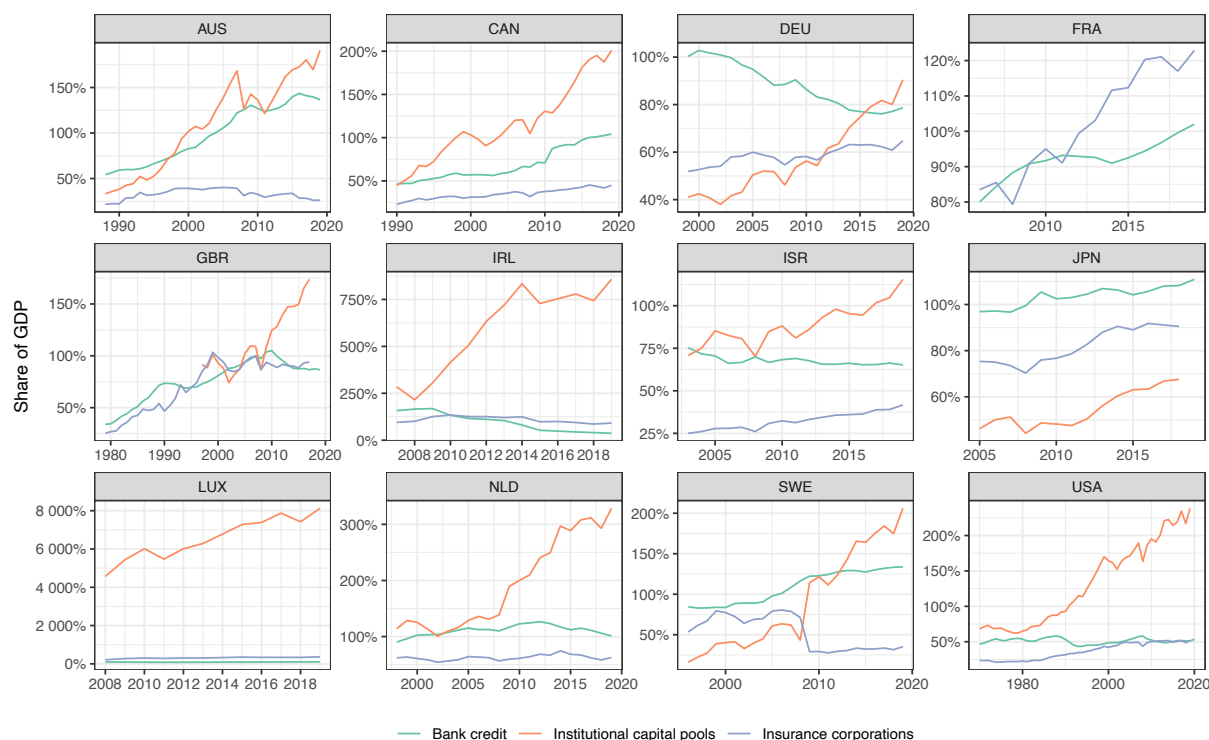 AUS CAN DEU FRA
200% 100% 120%
150% 150% 80% 110%
100% 100% 60% 100%
50% 50% 40% 90%
80%
1990 2000 2010 2020 1990 2000 2010 2020 2000 2005 2010 2015 2020 2010 2015
GBR IRL ISR JPN
150% 750% 100% 100%
100% 500% 75% 80%
50% 250% 50% 60%
0% 25%
1980 1990 2000 2010 2020 2008 2010 2012 2014 2016 2018 2005 2010 2015 2005 2010 2015
Share of GDP
LUX NLD SWE USA
8 000% 300% 200% 200%
6 000% 200% 150% 150%
4 000% 100% 100% 100%
2 000% 50% 50%
0% 0%
2008 2010 2012 2014 2016 2018 2000 2005 2010 2015 2020 2000 2010 2020 1980 2000 2010 2020
Bank credit Institutional capital pools Insurance corporations